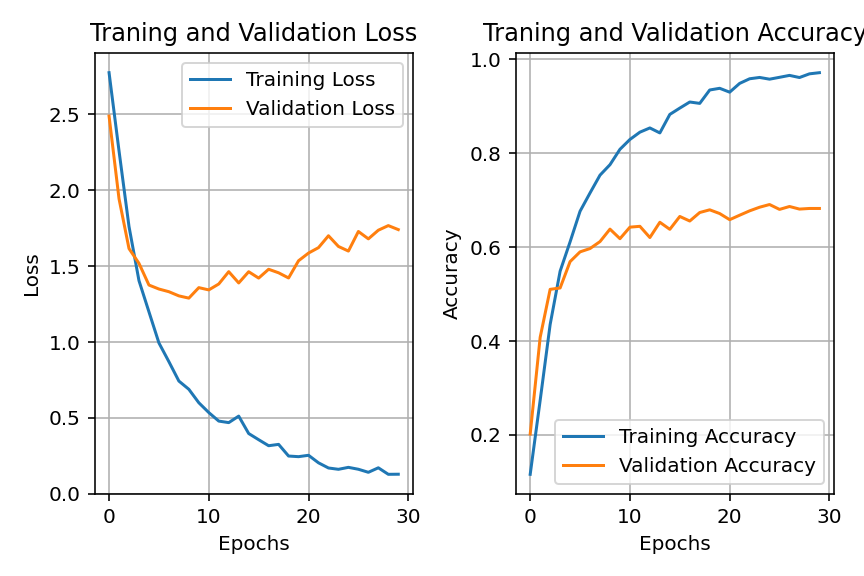 Traning and Validation Loss
Training Loss
Validation Loss
2.5
2.0
1.5
1.0
0.5
0.0
Loss
0
10
20
30
Epochs
Traning and Validation Accuracy
1.0
0.8
0.6
0.4
0.2
Accuracy
Training Accuracy
Validation Accuracy
0
10
20
30
Epochs